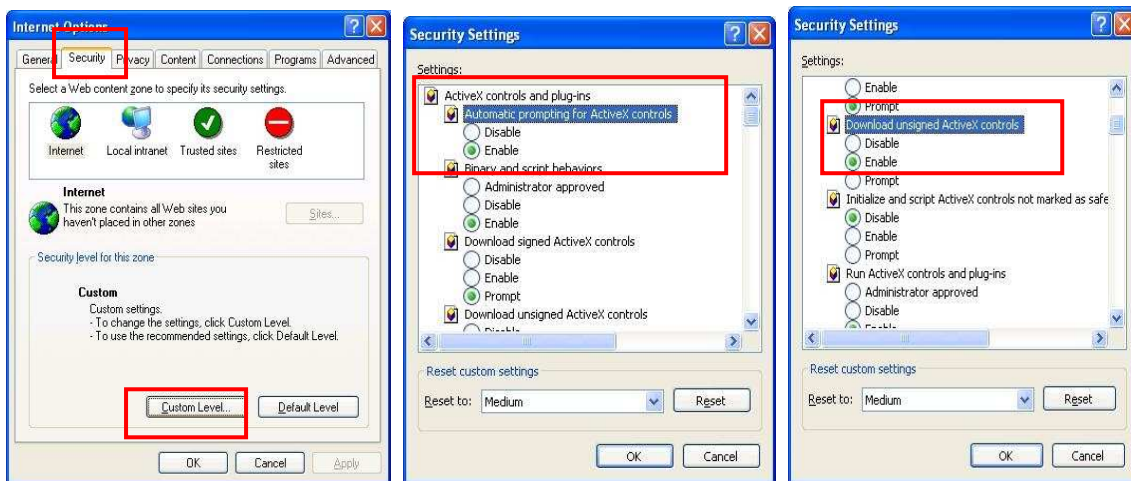 Internet Options
General Security Privacy Content Connections Programs Advanced
Select a Web content zone to specify its security settings.
Internet Local intranet Trusted sites Restricted
sites
Internet
This zone contains all Web sites you
haven't placed in other zones
Sites...
Security level for this zone
Custom
Custom settings.
- To change the settings, click Custom Level.
- To use the recommended settings, click Default Level.
Custom Level... Default Level
OK Cancel Apply
Security Settings
Settings:
ActiveX controls and plug-ins
Automatic prompting for ActiveX controls
Disable
Enable
Binary and script behaviors
Administrator approved
Disable
Enable
Download signed ActiveX controls
Disable
Enable
Prompt
Download unsigned ActiveX controls
Disable
Reset custom settings
Reset to: Medium Reset
OK Cancel
Security Settings
Settings:
Enable
Prompt
Download unsigned ActiveX controls
Disable
Enable
Prompt
Initialize and script ActiveX controls not marked as safe
Disable
Enable
Prompt
Run ActiveX controls and plug-ins
Administrator approved
Disable
Enable
Reset custom settings
Reset to: Medium Reset
OK Cancel